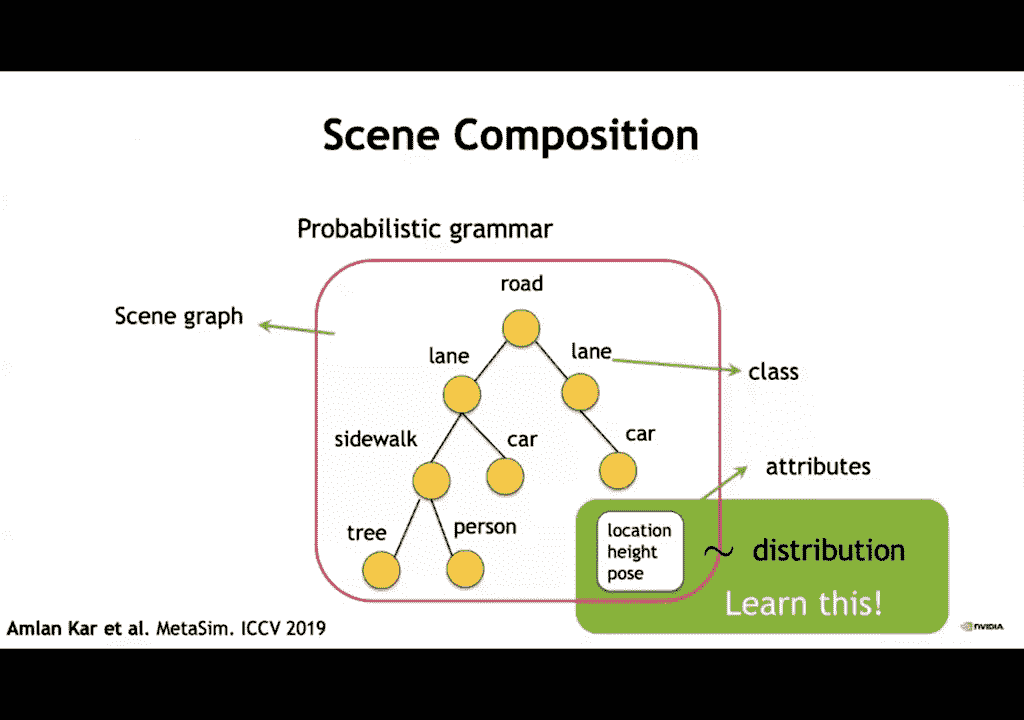 Scene Composition
Probabilistic grammar
road
Scene graph
lane
lane
class
sidewalk
car
car
attributes
tree
person
location
height
pose
~ distribution
Learn this!
Amlan Kar et al. MetaSim. ICCV 2019
NVIDIA